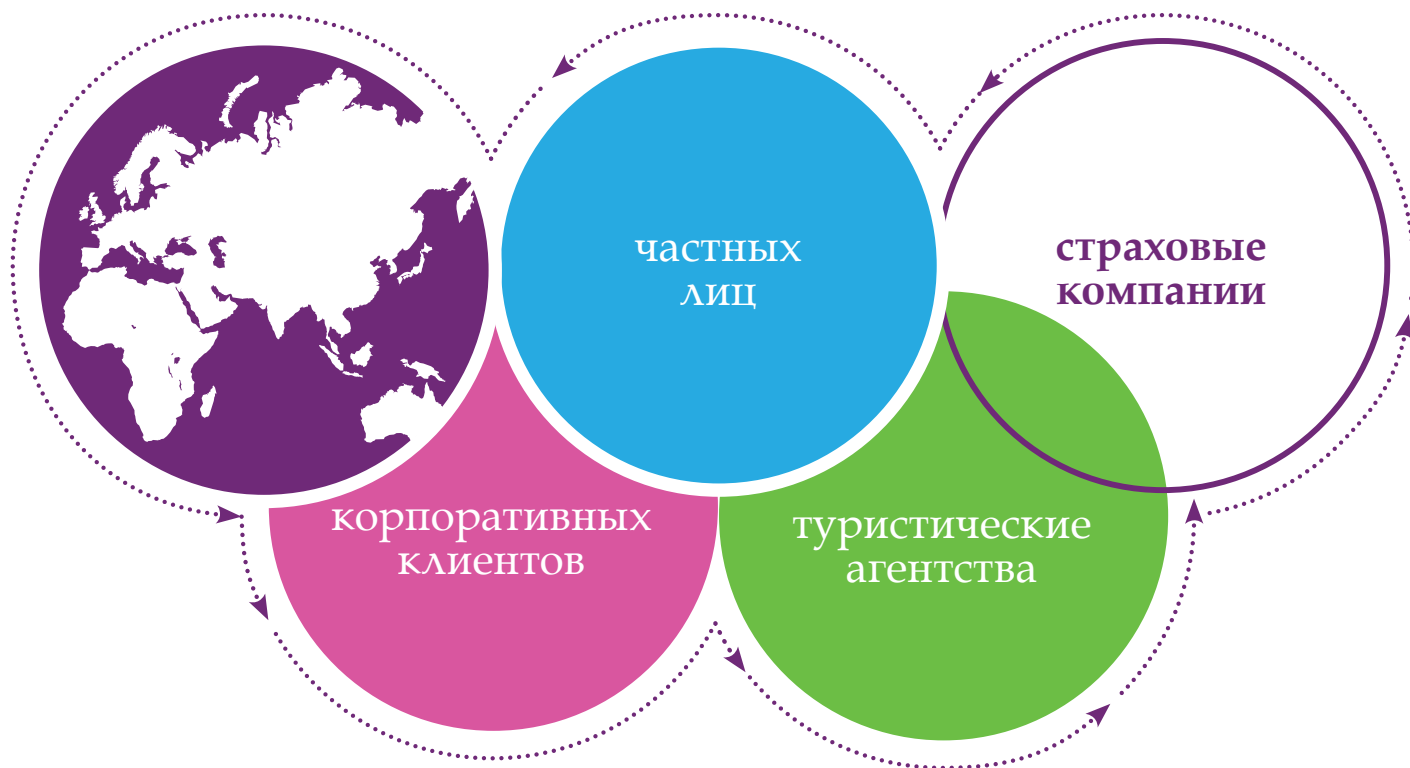 частных
лиц
страховые
компании
корпоративных
клиентов
туристические
агентства